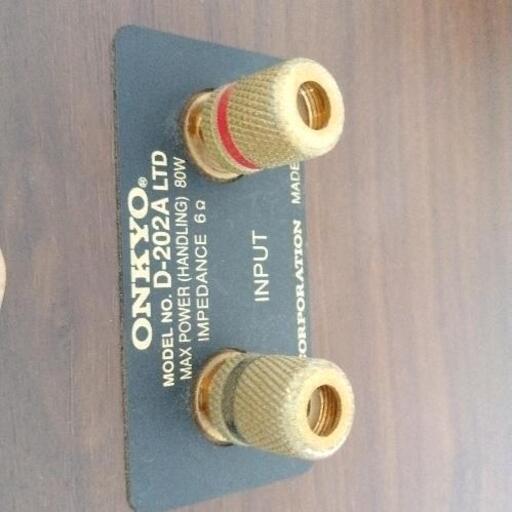 ONKYO®
MODEL NO. D-202A LTD
MAX POWER (HANDLING) 80W
IMPEDANCE 6Ω
INPUT
CORPORATION MADE